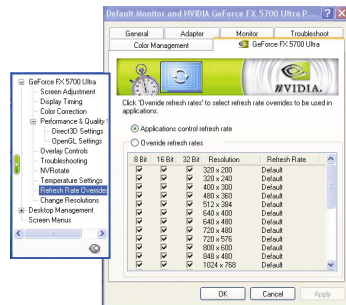 Default Monitor and NVIDIA GeForce FX 5700 Ultra P...
General
Adapter
Monitor
Troubleshoot
Color Management
GeForce FX 5700 Ultra
NVIDIA.
Click 'Override refresh rates' to select refresh rate overrides to be used in
applications.
Applications control refresh rate
Override refresh rates
8 Bit 16 Bit 32 Bit Resolution Refresh Rate
320 x 200 Default
320 x 240 Default
400 x 300 Default
480 x 360 Default
512 x 384 Default
640 x 400 Default
640 x 480 Default
720 x 480 Default
720 x 576 Default
800 x 600 Default
848 x 480 Default
1024 x 768 Default
OK
Cancel
Apply
GeForce FX 5700 Ultra
Screen Adjustment
Display Timing
Color Correction
Performance & Quality
Direct3D Settings
OpenGL Settings
Overlay Controls
Troubleshooting
NVRotate
Temperature Settings
Refresh Rate Overrides
Change Resolutions
Desktop Management
Screen Menus